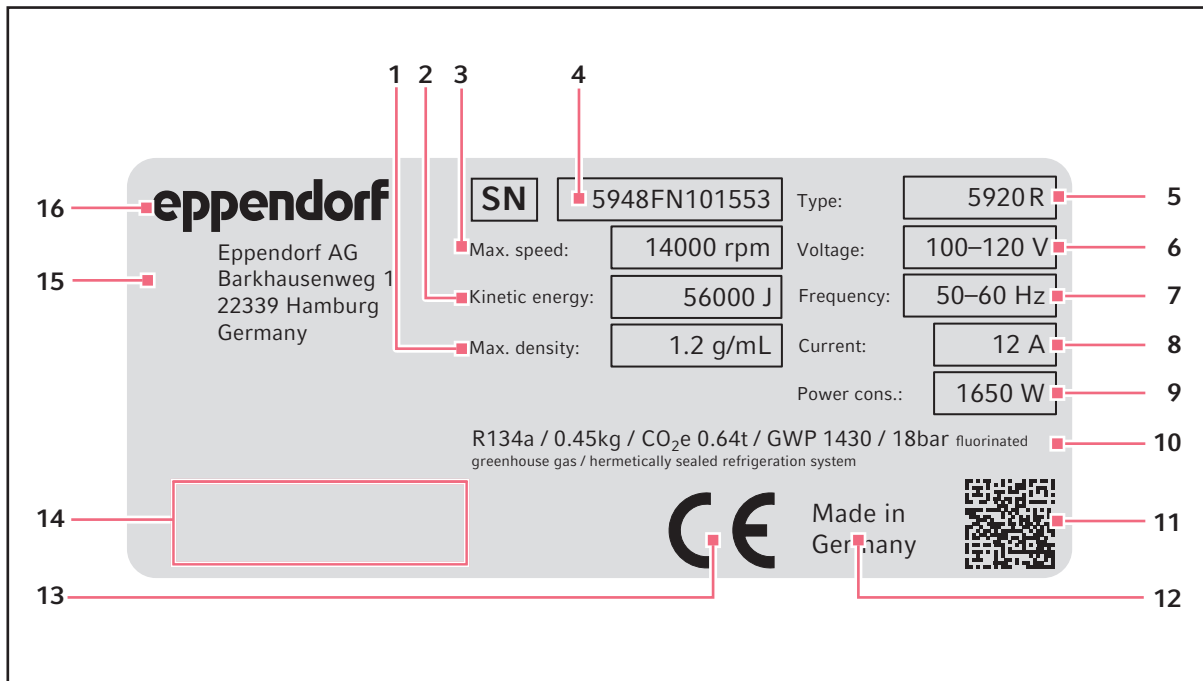 1 2 3 4
eppendorf SN 5948FN101553 Type: 5920 R 5
16
Eppendorf AG
Barkhausenweg 1
22339 Hamburg
Germany
15
Max. speed: 14000 rpm Voltage: 100–120 V 6
Kinetic energy: 56000 J Frequency: 50–60 Hz 7
Max. density: 1.2 g/mL Current: 12 A 8
Power cons.: 1650 W 9
R134a / 0.45kg / CO₂e 0.64t / GWP 1430 / 18bar fluorinated 10
greenhouse gas / hermetically sealed refrigeration system
14 CE Made in
Germany 11
13 12